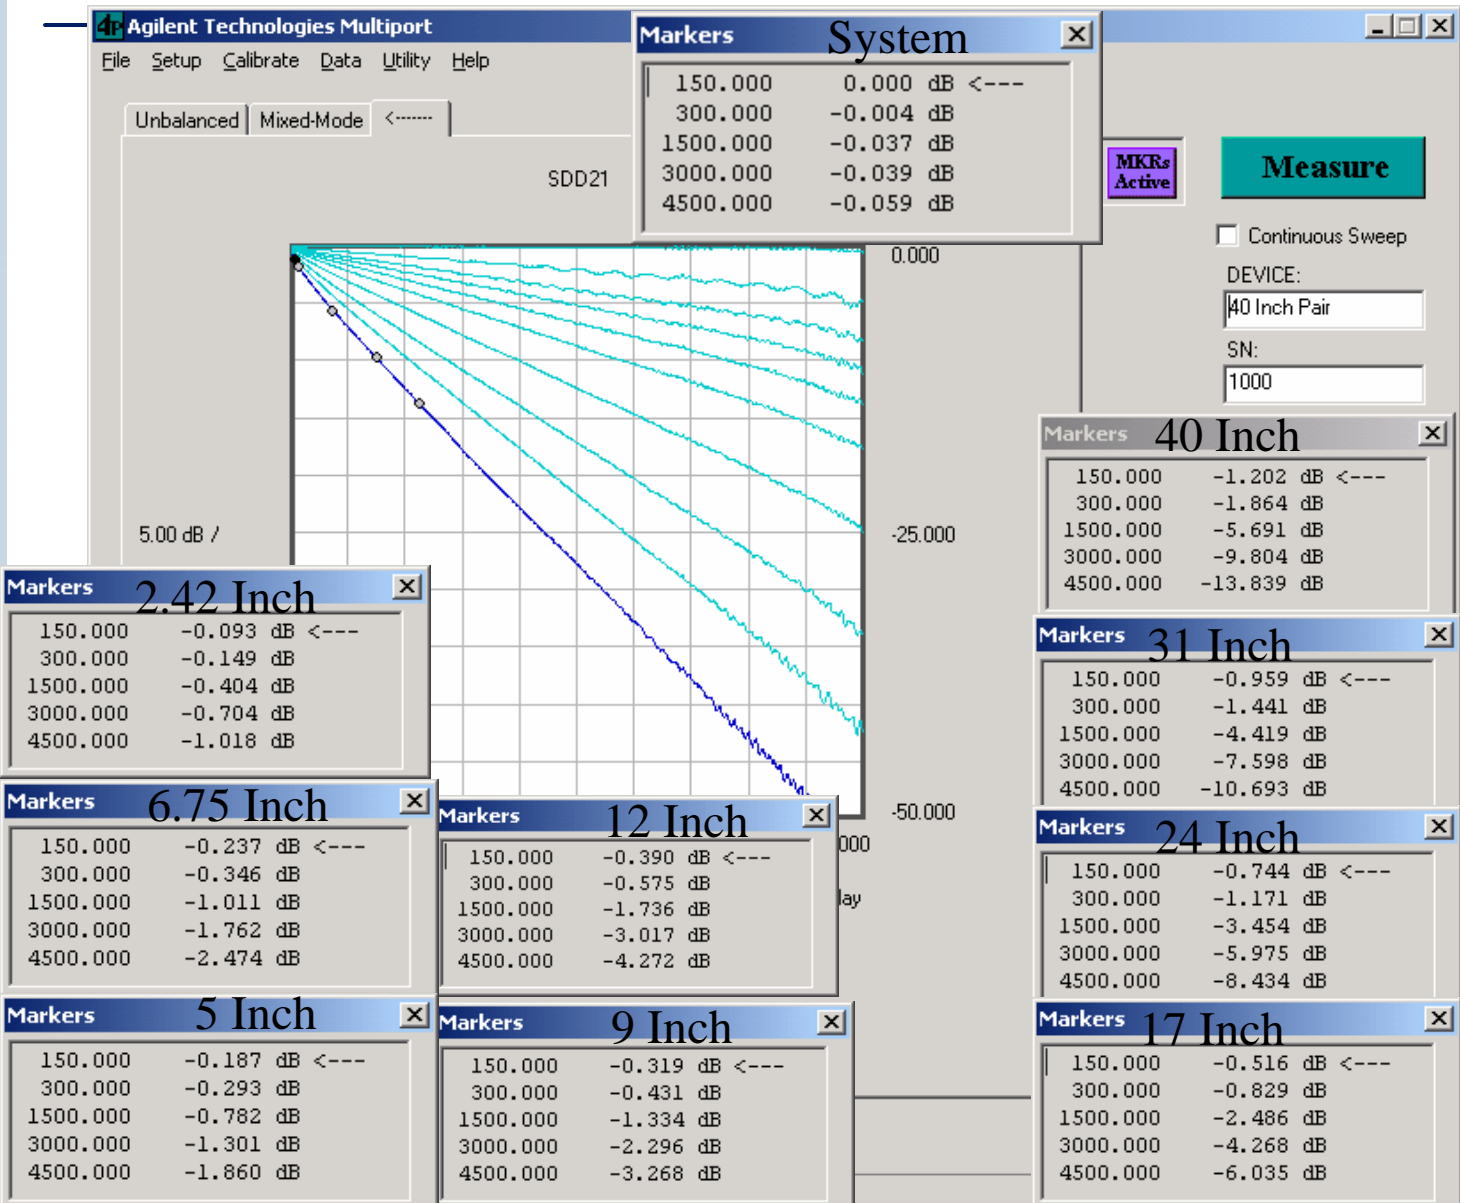 Agilent Technologies Multiport
File Setup Calibrate Data Utility Help
Unbalanced Mixed-Mode <-------
SDD21
Markers System
150.000 0.000 dB <---
300.000 -0.004 dB
1500.000 -0.037 dB
3000.000 -0.039 dB
4500.000 -0.059 dB
MKRs
Active
Measure
Continuous Sweep
DEVICE:
40 Inch Pair
SN:
1000
0.000
5.00 dB /
-25.000
-50.000
000
lay
Markers 40 Inch
150.000 -1.202 dB <---
300.000 -1.864 dB
1500.000 -5.691 dB
3000.000 -9.804 dB
4500.000 -13.839 dB
Markers 2.42 Inch
150.000 -0.093 dB <---
300.000 -0.149 dB
1500.000 -0.404 dB
3000.000 -0.704 dB
4500.000 -1.018 dB
Markers 31 Inch
150.000 -0.959 dB <---
300.000 -1.441 dB
1500.000 -4.419 dB
3000.000 -7.598 dB
4500.000 -10.693 dB
Markers 6.75 Inch
150.000 -0.237 dB <---
300.000 -0.346 dB
1500.000 -1.011 dB
3000.000 -1.762 dB
4500.000 -2.474 dB
Markers 12 Inch
150.000 -0.390 dB <---
300.000 -0.575 dB
1500.000 -1.736 dB
3000.000 -3.017 dB
4500.000 -4.272 dB
Markers 24 Inch
150.000 -0.744 dB <---
300.000 -1.171 dB
1500.000 -3.454 dB
3000.000 -5.975 dB
4500.000 -8.434 dB
Markers 5 Inch
150.000 -0.187 dB <---
300.000 -0.293 dB
1500.000 -0.782 dB
3000.000 -1.301 dB
4500.000 -1.860 dB
Markers 9 Inch
150.000 -0.319 dB <---
300.000 -0.431 dB
1500.000 -1.334 dB
3000.000 -2.296 dB
4500.000 -3.268 dB
Markers 17 Inch
150.000 -0.516 dB <---
300.000 -0.829 dB
1500.000 -2.486 dB
3000.000 -4.268 dB
4500.000 -6.035 dB